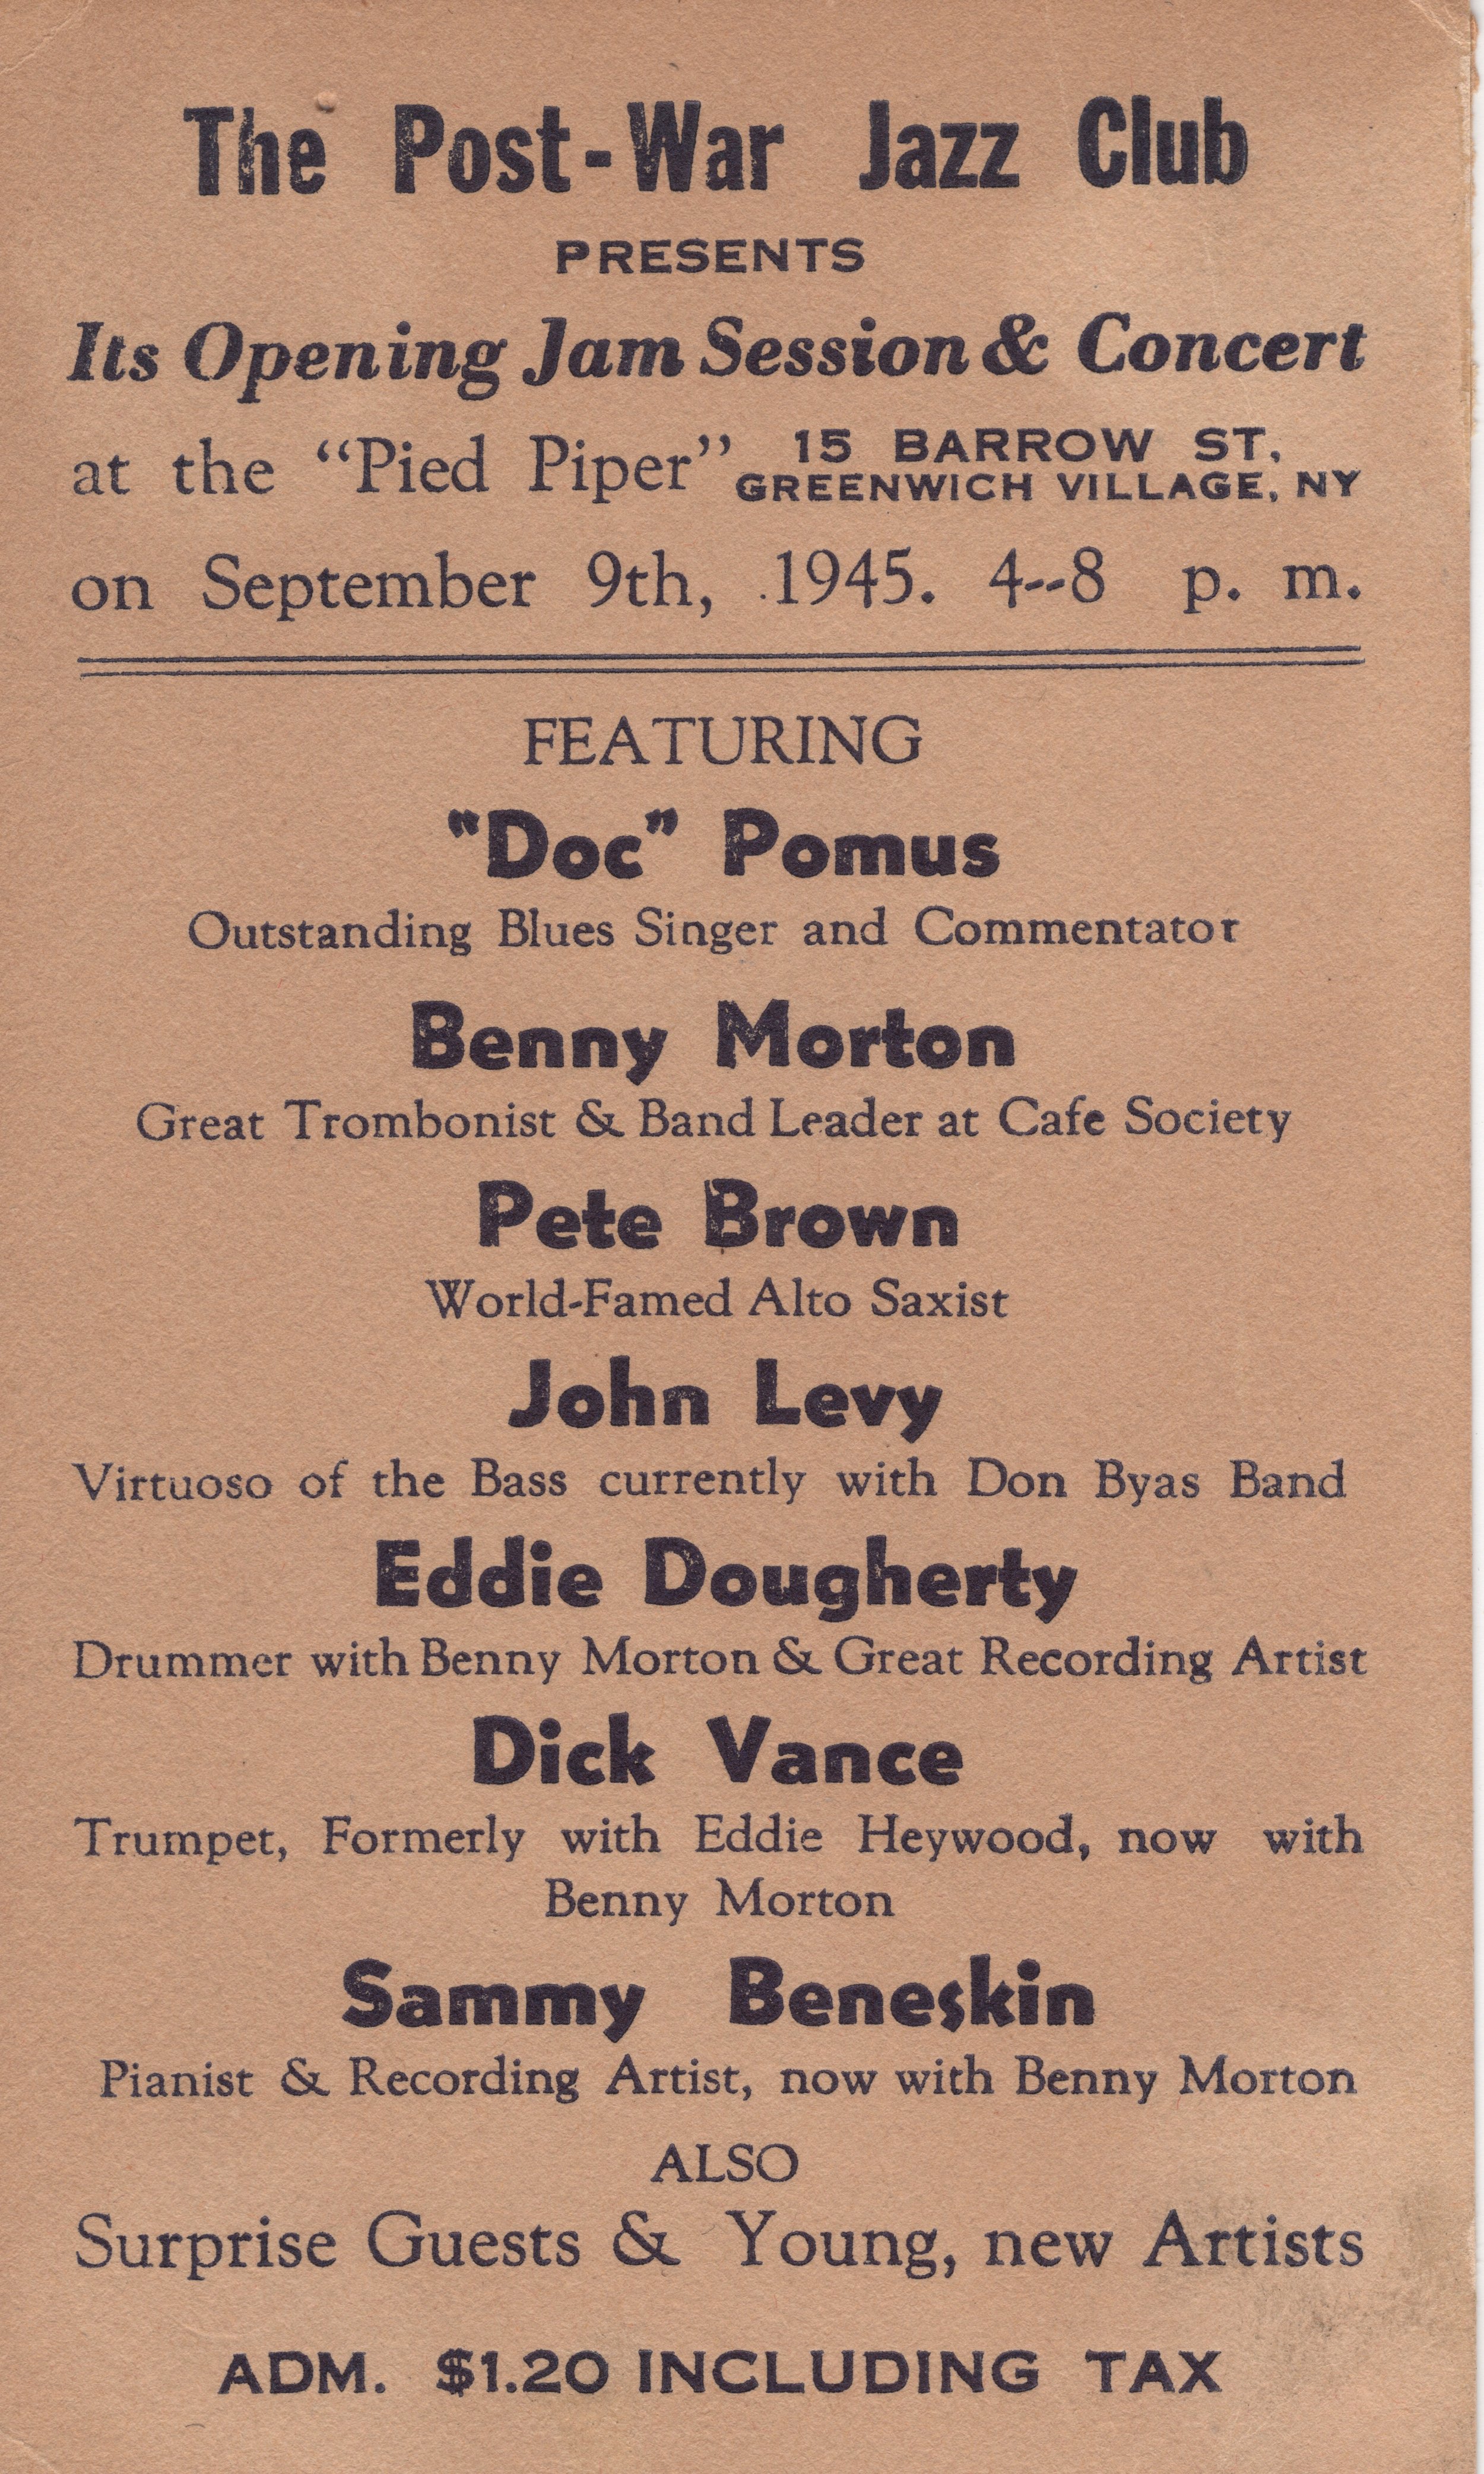 The Post-War Jazz Club
PRESENTS
Its Opening Jam Session & Concert
at the “Pied Piper” 15 BARROW ST,
GREENWICH VILLAGE, NY
on September 9th, 1945. 4--8 p. m.
FEATURING
"Doc" Pomus
Outstanding Blues Singer and Commentator
Benny Morton
Great Trombonist & Band Leader at Cafe Society
Pete Brown
World-Famed Alto Saxist
John Levy
Virtuoso of the Bass currently with Don Byas Band
Eddie Dougherty
Drummer with Benny Morton & Great Recording Artist
Dick Vance
Trumpet, Formerly with Eddie Heywood, now with
Benny Morton
Sammy Beneskin
Pianist & Recording Artist, now with Benny Morton
ALSO
Surprise Guests & Young, new Artists
ADM. $1.20 INCLUDING TAX